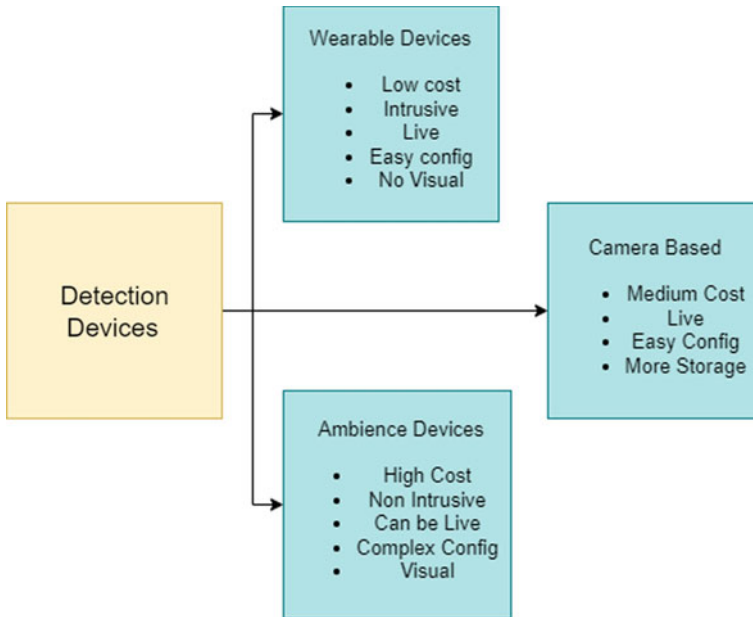 Detection
Devices
Wearable Devices
• Low cost
• Intrusive
• Live
• Easy config
• No Visual
Camera Based
• Medium Cost
• Live
• Easy Config
• More Storage
Ambience Devices
• High Cost
• Non Intrusive
• Can be Live
• Complex Config
• Visual